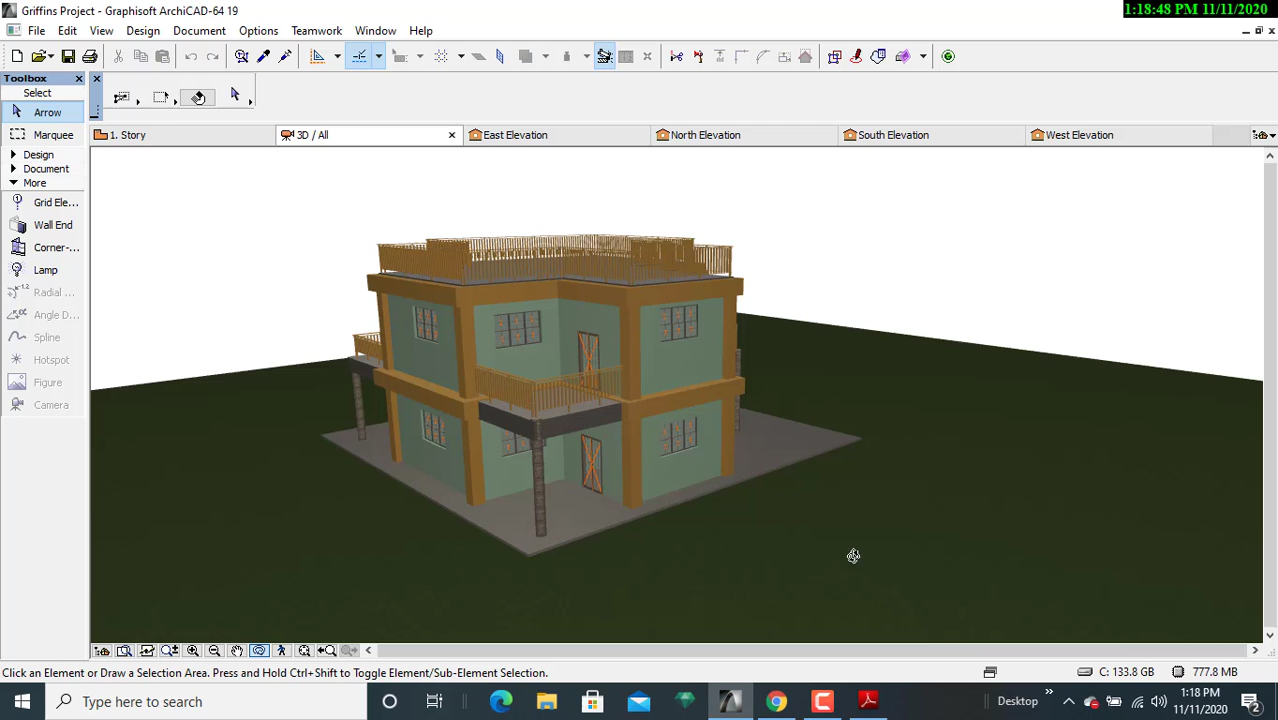 Griffins Project - Graphisoft ArchiCAD-64 19
1:18:48 PM 11/11/2020
File Edit View Design Document Options Teamwork Window Help
Toolbox
Select
Arrow
Marquee
Design
Document
More
Grid Ele...
Wall End
Corner-...
Lamp
Radial ...
Angle D...
Spline
Hotspot
Figure
Camera
1. Story
3D / All
East Elevation
North Elevation
South Elevation
West Elevation
Click an Element or Draw a Selection Area. Press and Hold Ctrl+Shift to Toggle Element/Sub-Element Selection.
C: 133.8 GB
777.8 MB
Type here to search
Desktop
1:18 PM
11/11/2020
2